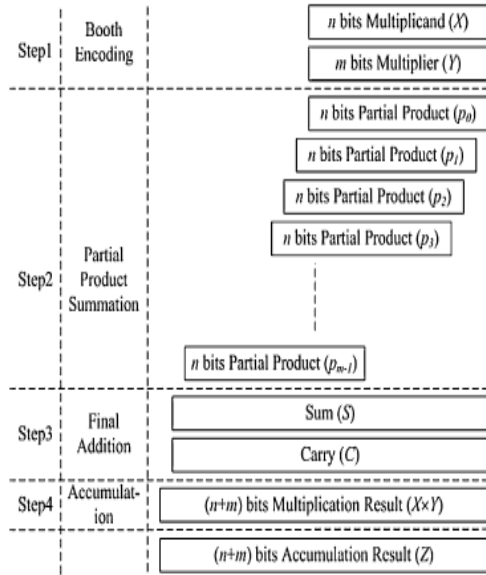 Step1
Booth
Encoding
n bits Multiplicand (X)
m bits Multiplier (Y)
Step2
Partial
Product
Summation
n bits Partial Product (p0)
n bits Partial Product (p1)
n bits Partial Product (p2)
n bits Partial Product (p3)
n bits Partial Product (pm-1)
Step3
Final
Addition
Sum (S)
Carry (C)
Step4
Accumulat-
ion
(n+m) bits Multiplication Result (X×Y)
(n+m) bits Accumulation Result (Z)